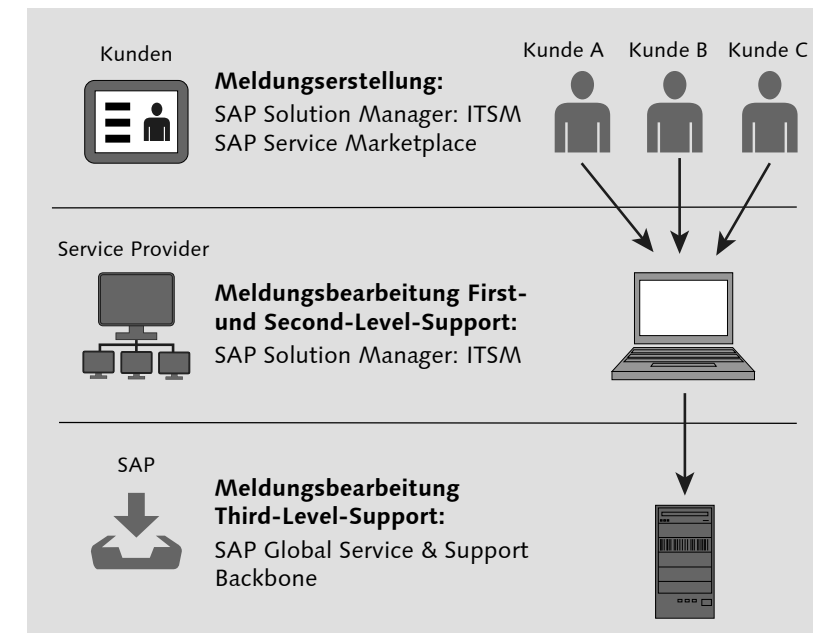 Kunden
Meldungserstellung:
SAP Solution Manager: ITSM
SAP Service Marketplace
Kunde A
Kunde B
Kunde C
Service Provider
Meldungsbearbeitung First-
und Second-Level-Support:
SAP Solution Manager: ITSM
SAP
Meldungsbearbeitung
Third-Level-Support:
SAP Global Service & Support
Backbone